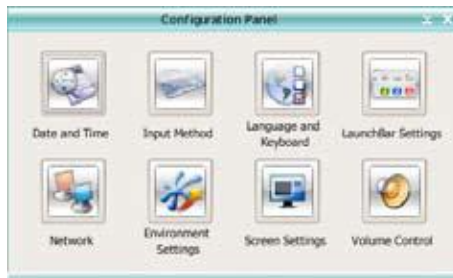 Configuration Panel
Date and Time
Input Method
Language and
Keyboard
LaunchBar Settings
Network
Environment
Settings
Screen Settings
Volume Control